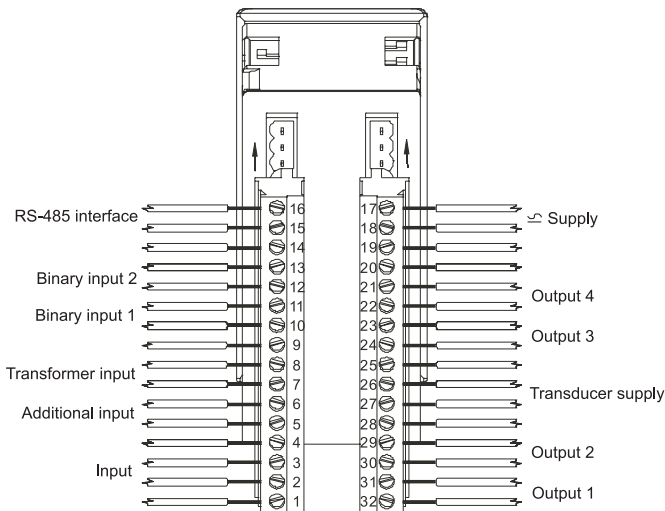 RS-485 interface
Binary input 2
Binary input 1
Transformer input
Additional input
Input
16
15
14
13
12
11
10
9
8
7
6
5
4
3
2
1
17
18
19
20
21
22
23
24
25
26
27
28
29
30
31
32
Supply
Output 4
Output 3
Transducer supply
Output 2
Output 1